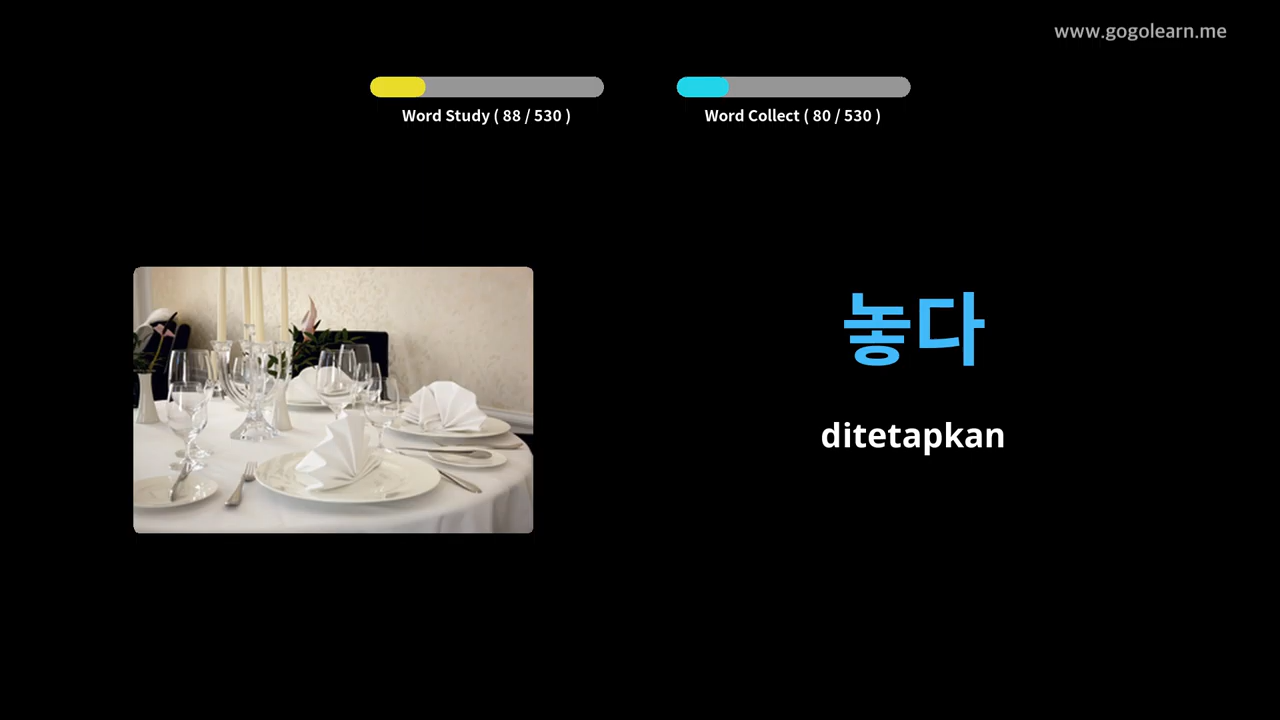 www.gogolearn.me
Word Study ( 88 / 530 )
Word Collect ( 80 / 530 )
놓다
ditetapkan